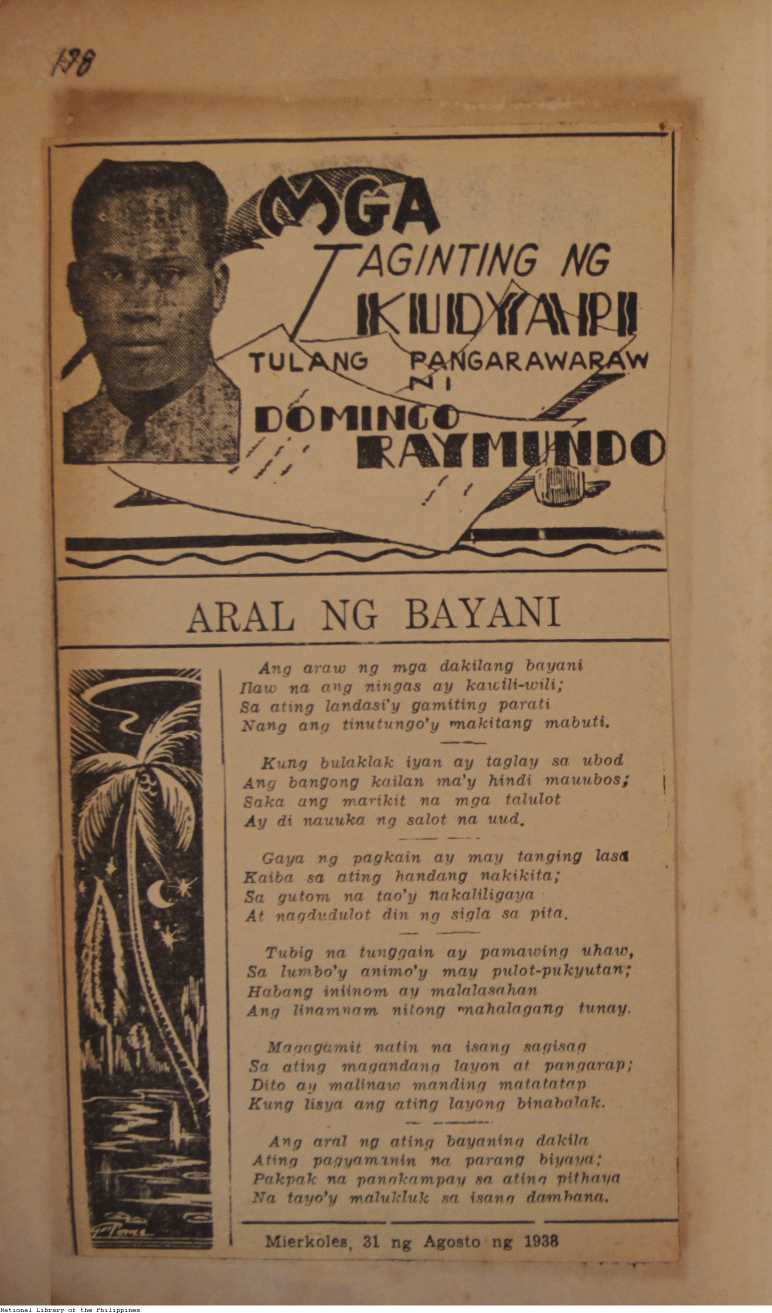 198
MGA
TAGINTING NG
KUDYAPI
TULANG PANGARAWARAW
NI
DOMINGO
RAYMUNDO
ARAL NG BAYANI
Ang araw ng mga dakilang bayani
Ilaw na ang ningas ay kawili-wili;
Sa ating landasi'y gamiting parati
Nang ang tinutungo'y makitang mabuti.
Kung bulaklak iyan ay taglay sa ubod
Ang bangong kailan ma'y hindi mauubos;
Saka ang marikit na mga talulot
Ay di nauuka ng salot na uud.
Gaya ng pagkain ay may tanging lasa
Kaiba sa ating handang nakikita;
Sa gutom na tao'y nakaliligaya
At nagdudulot din ng sigla sa pita.
Tubig na tunggain ay pamawing uhaw,
Sa lumbo'y animo'y may pulot-pukyutan;
Habang iniinom ay malalasahan
Ang linamnam nitong mahalagang tunay.
Magagamit natin na isang sagisag
Sa ating magandang layon at pangarap;
Dito ay malinaw manding matatatap
Kung lisya ang ating layong binabalak.
Ang aral ng ating bayaning dakila
Ating pagyamanin na parang biyaya;
Pakpak na pangkampay sa ating pithaya
Na tayo'y malukluk sa isang dambana.
Mierkoles, 31 ng Agosto ng 1938
National Library of the Philippines